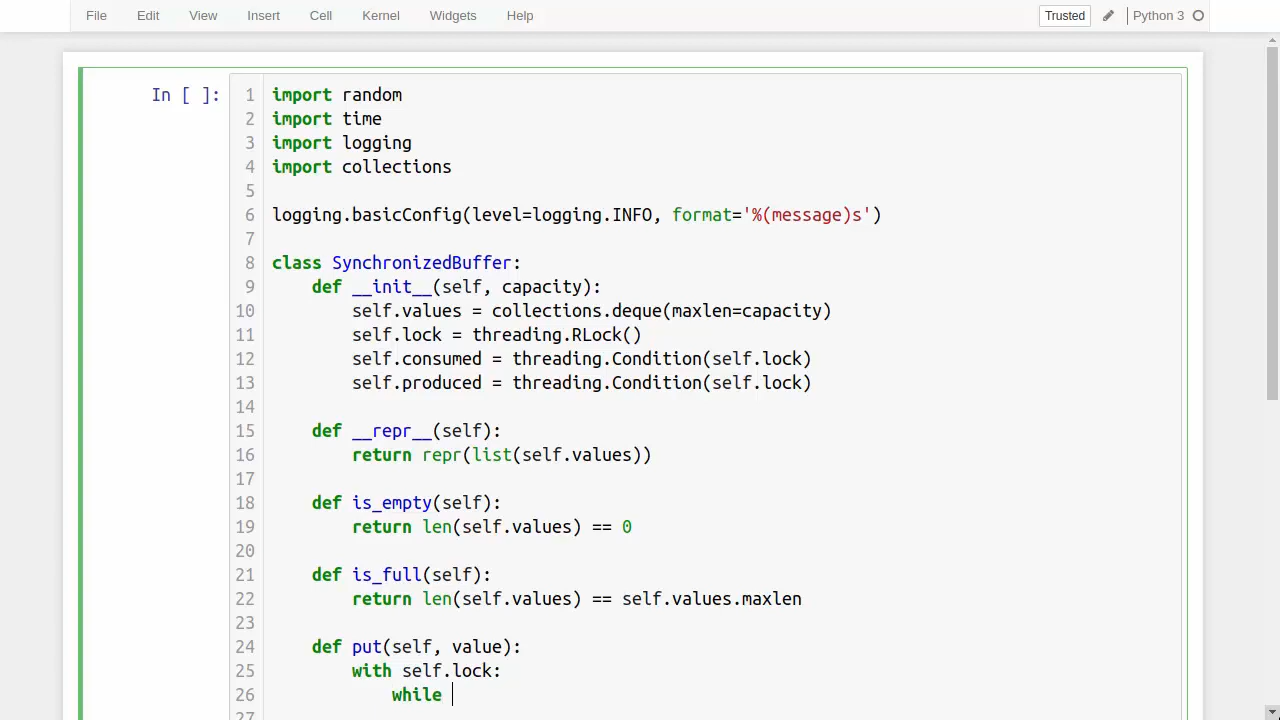 File Edit View Insert Cell Kernel Widgets Help Trusted Python 3
In [ ]:
1 import random
2 import time
3 import logging
4 import collections
5
6 logging.basicConfig(level=logging.INFO, format='%(message)s')
7
8 class SynchronizedBuffer:
9     def __init__(self, capacity):
10         self.values = collections.deque(maxlen=capacity)
11         self.lock = threading.RLock()
12         self.consumed = threading.Condition(self.lock)
13         self.produced = threading.Condition(self.lock)
14
15     def __repr__(self):
16         return repr(list(self.values))
17
18     def is_empty(self):
19         return len(self.values) == 0
20
21     def is_full(self):
22         return len(self.values) == self.values.maxlen
23
24     def put(self, value):
25         with self.lock:
26             while
27